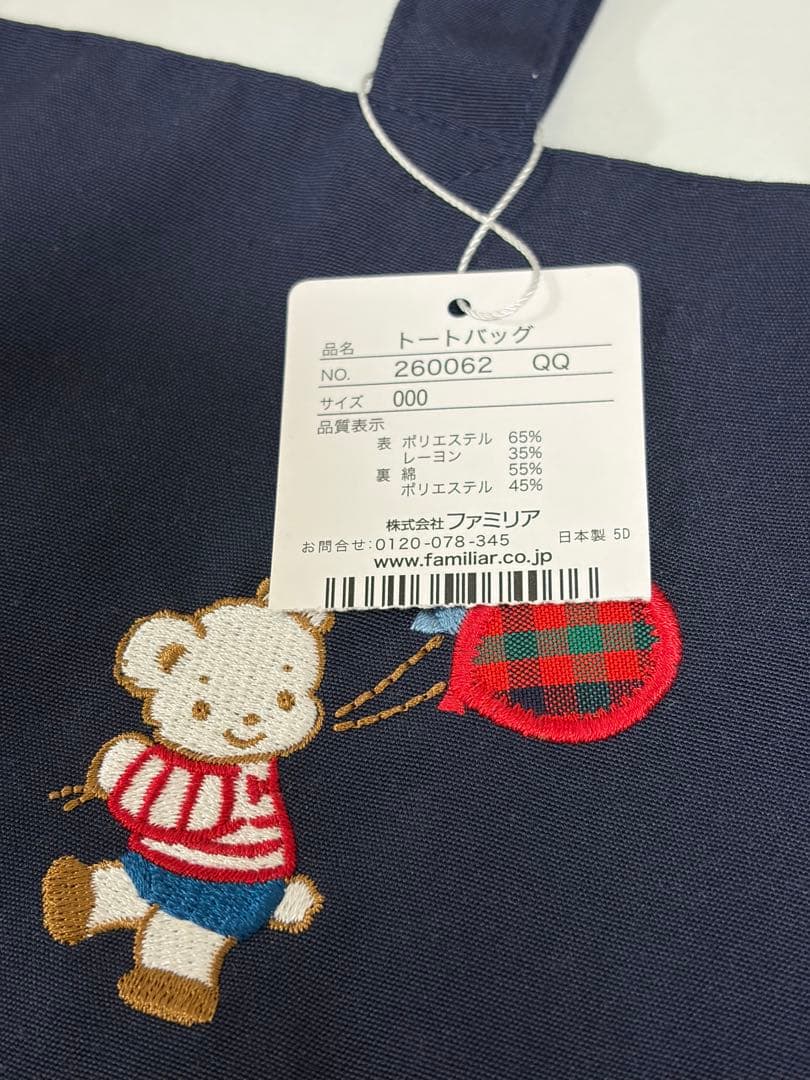 品名 トートバッグ
NO. 260062 QQ
サイズ 000
品質表示
表 ポリエステル 65%
レーヨン 35%
裏 綿 55%
ポリエステル 45%
株式会社ファミリア
お問合せ:0120-078-345 日本製 5D
www.familiar.co.jp